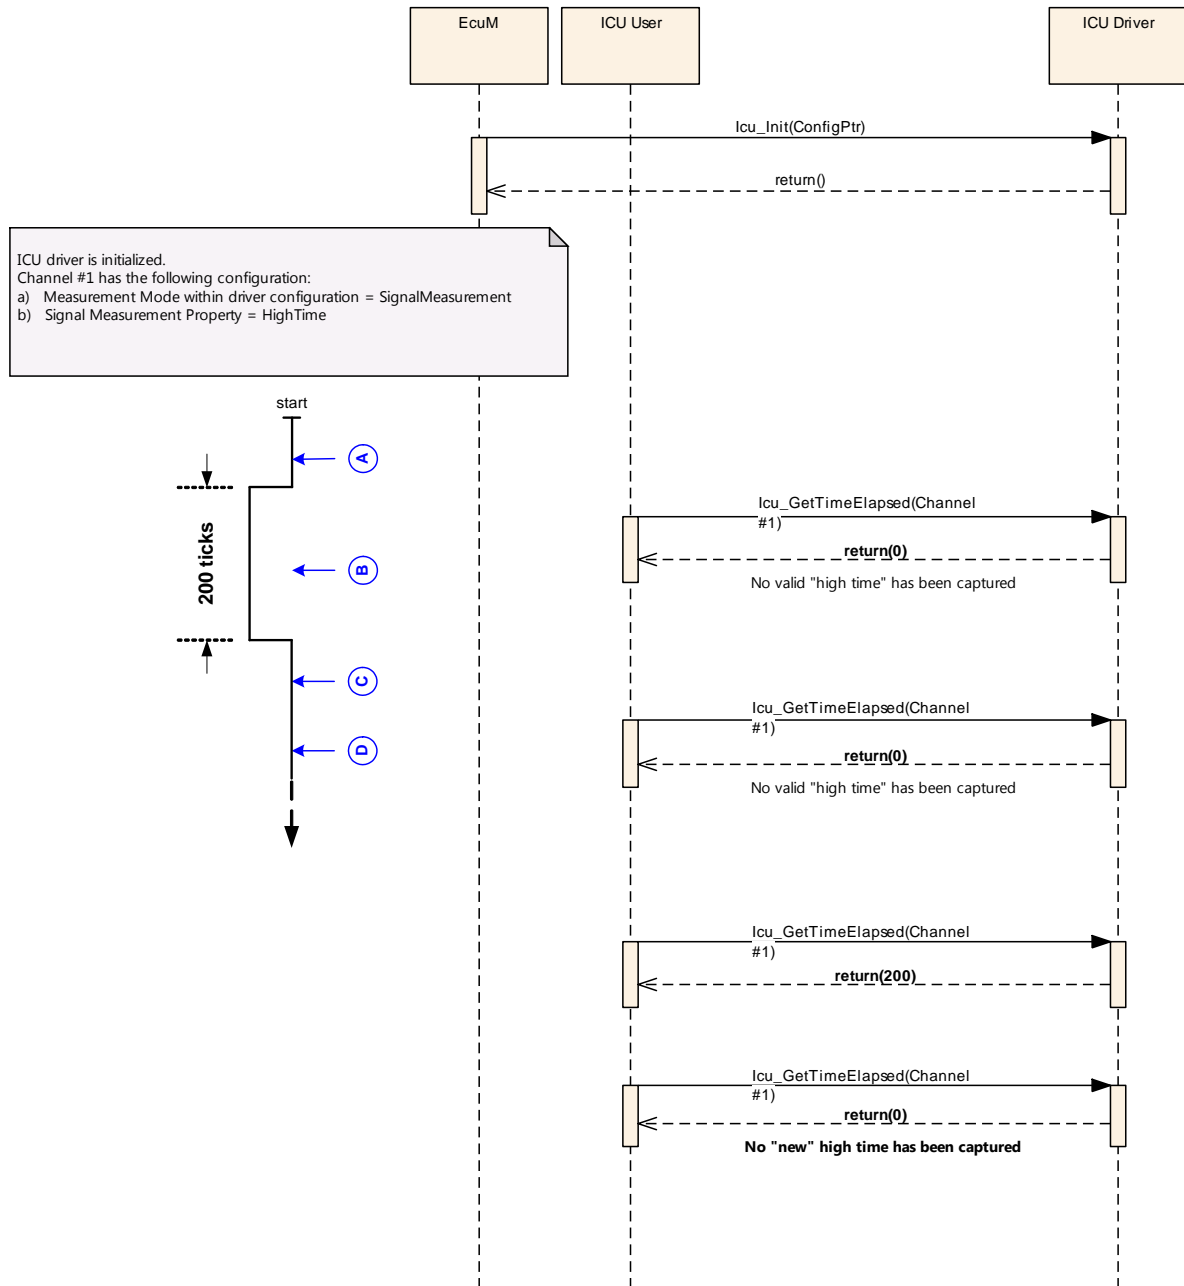 EcuM
ICU User
ICU Driver
Icu_Init(ConfigPtr)
return()
ICU driver is initialized.
Channel #1 has the following configuration:
a) Measurement Mode within driver configuration = SignalMeasurement
b) Signal Measurement Property = HighTime
start
A
200 ticks
B
C
D
Icu_GetTimeElapsed(Channel
#1)
return(0)
No valid "high time" has been captured
Icu_GetTimeElapsed(Channel
#1)
return(0)
No valid "high time" has been captured
Icu_GetTimeElapsed(Channel
#1)
return(200)
Icu_GetTimeElapsed(Channel
#1)
return(0)
No "new" high time has been captured